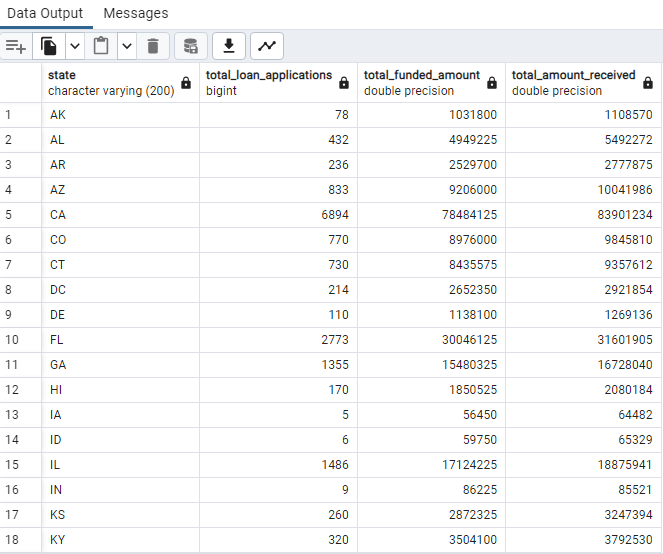 Data Output Messages
state total_loan_applications total_funded_amount total_amount_received
character varying (200) bigint double precision double precision
1 AK 78 1031800 1108570
2 AL 432 4949225 5492272
3 AR 236 2529700 2777875
4 AZ 833 9206000 10041986
5 CA 6894 78484125 83901234
6 CO 770 8976000 9845810
7 CT 730 8435575 9357612
8 DC 214 2652350 2921854
9 DE 110 1138100 1269136
10 FL 2773 30046125 31601905
11 GA 1355 15480325 16728040
12 HI 170 1850525 2080184
13 IA 5 56450 64482
14 ID 6 59750 65329
15 IL 1486 17124225 18875941
16 IN 9 86225 85521
17 KS 260 2872325 3247394
18 KY 320 3504100 3792530